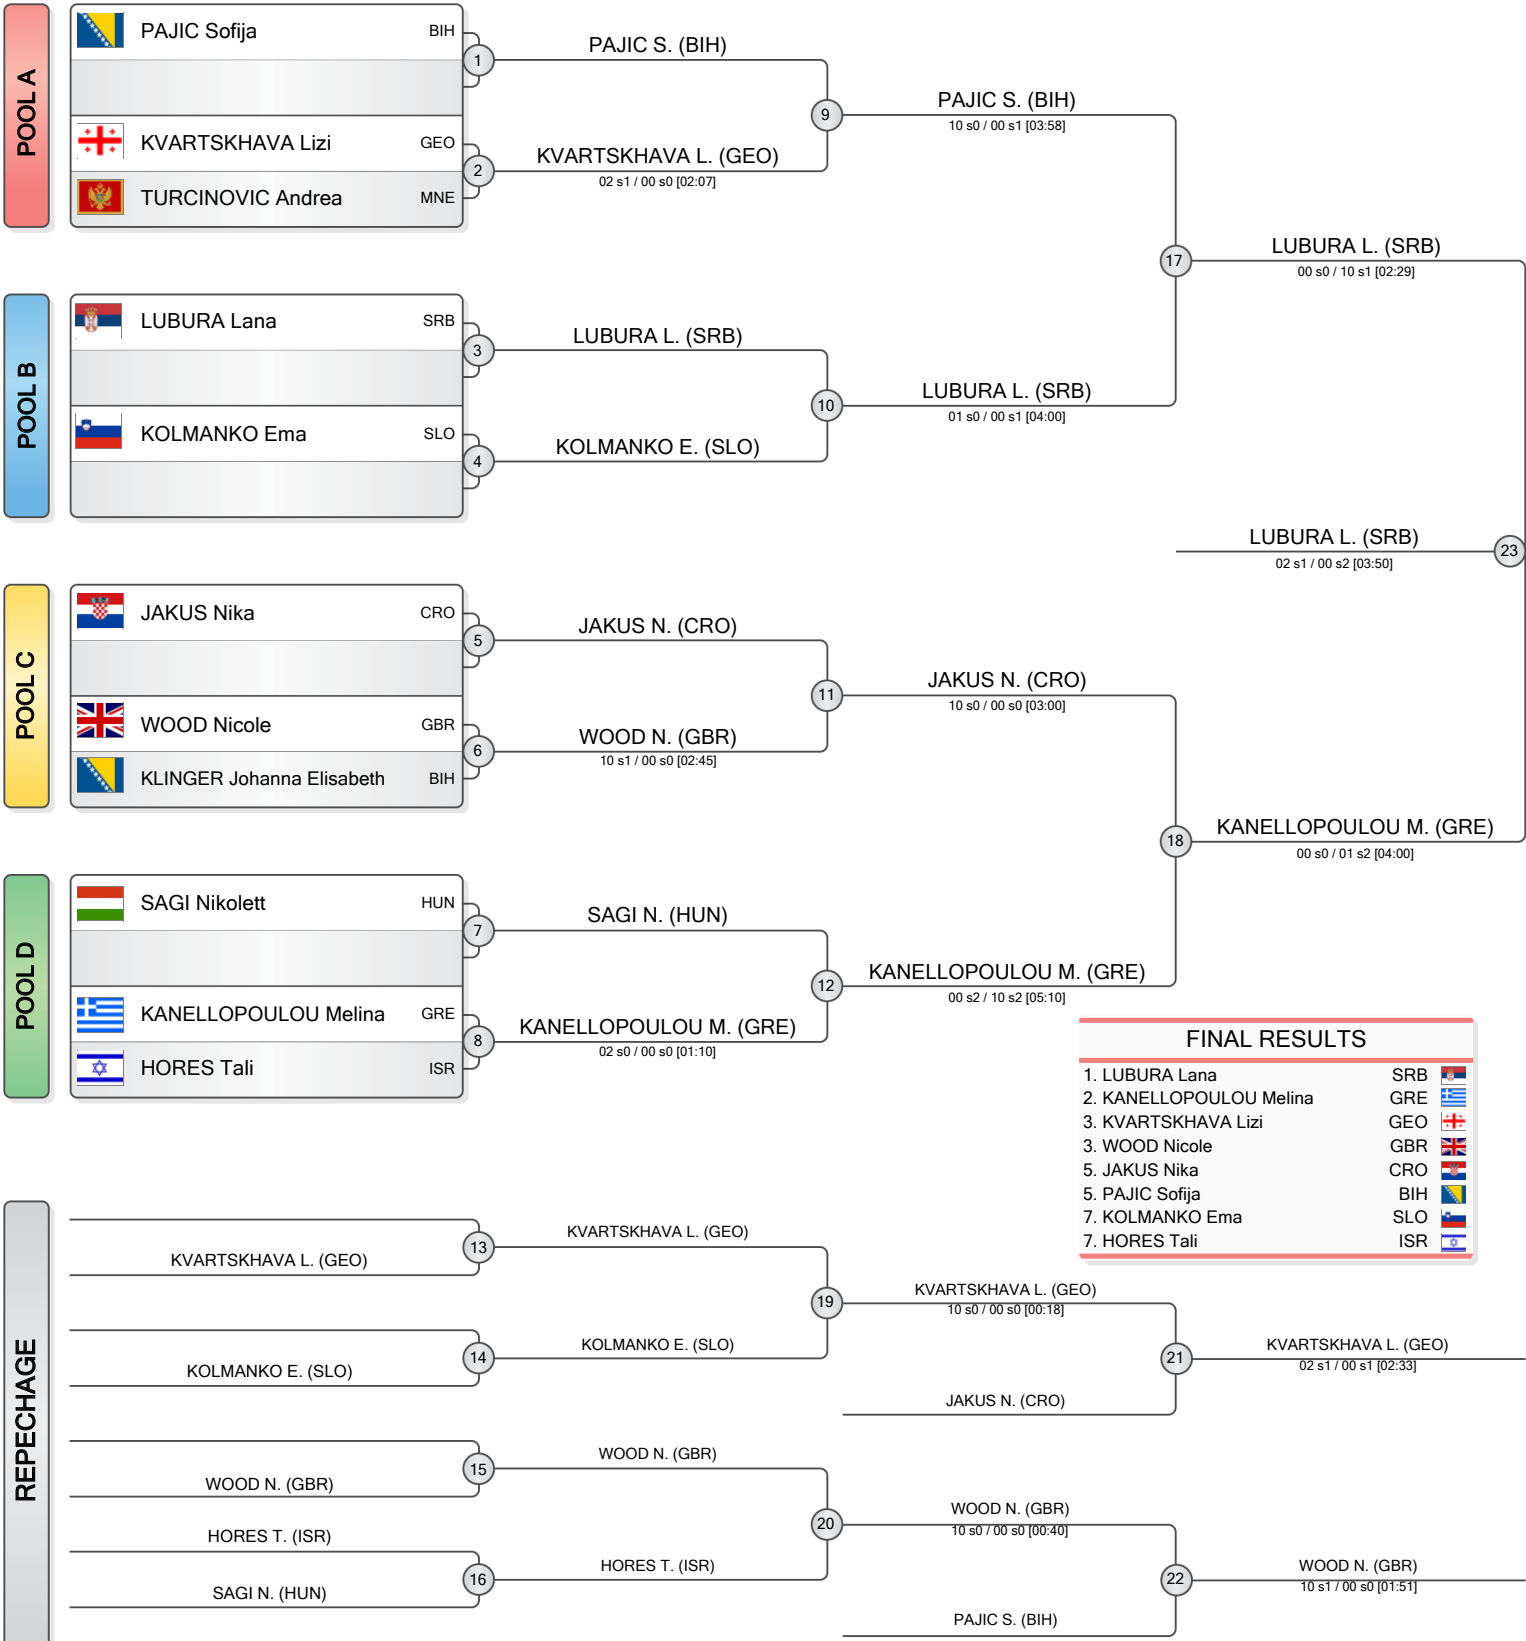 POOL A
PAJIC Sofija BIH
KVARTSKHAVA Lizi GEO
TURCINOVIC Andrea MNE
1
PAJIC S. (BIH)
2
KVARTSKHAVA L. (GEO)
02 s1 / 00 s0 [02:07]
9
PAJIC S. (BIH)
10 s0 / 00 s1 [03:58]
POOL B
LUBURA Lana SRB
KOLMANKO Ema SLO
3
LUBURA L. (SRB)
4
KOLMANKO E. (SLO)
10
LUBURA L. (SRB)
01 s0 / 00 s1 [04:00]
17
LUBURA L. (SRB)
00 s0 / 10 s1 [02:29]
LUBURA L. (SRB)
02 s1 / 00 s2 [03:50]
23
POOL C
JAKUS Nika CRO
WOOD Nicole GBR
KLINGER Johanna Elisabeth BIH
5
JAKUS N. (CRO)
6
WOOD N. (GBR)
10 s1 / 00 s0 [02:45]
11
JAKUS N. (CRO)
10 s0 / 00 s0 [03:00]
18
KANELLOPOULOU M. (GRE)
00 s0 / 01 s2 [04:00]
POOL D
SAGI Nikolett HUN
KANELLOPOULOU Melina GRE
HORES Tali ISR
7
SAGI N. (HUN)
8
KANELLOPOULOU M. (GRE)
02 s0 / 00 s0 [01:10]
12
KANELLOPOULOU M. (GRE)
00 s2 / 10 s2 [05:10]
FINAL RESULTS
1. LUBURA Lana SRB
2. KANELLOPOULOU Melina GRE
3. KVARTSKHAVA Lizi GEO
3. WOOD Nicole GBR
5. JAKUS Nika CRO
5. PAJIC Sofija BIH
7. KOLMANKO Ema SLO
7. HORES Tali ISR
REPECHAGE
KVARTSKHAVA L. (GEO)
13
KVARTSKHAVA L. (GEO)
KOLMANKO E. (SLO)
14
KOLMANKO E. (SLO)
19
KVARTSKHAVA L. (GEO)
10 s0 / 00 s0 [00:18]
JAKUS N. (CRO)
21
KVARTSKHAVA L. (GEO)
02 s1 / 00 s1 [02:33]
WOOD N. (GBR)
15
WOOD N. (GBR)
HORES T. (ISR)
SAGI N. (HUN)
16
HORES T. (ISR)
20
WOOD N. (GBR)
10 s0 / 00 s0 [00:40]
PAJIC S. (BIH)
22
WOOD N. (GBR)
10 s1 / 00 s0 [01:51]